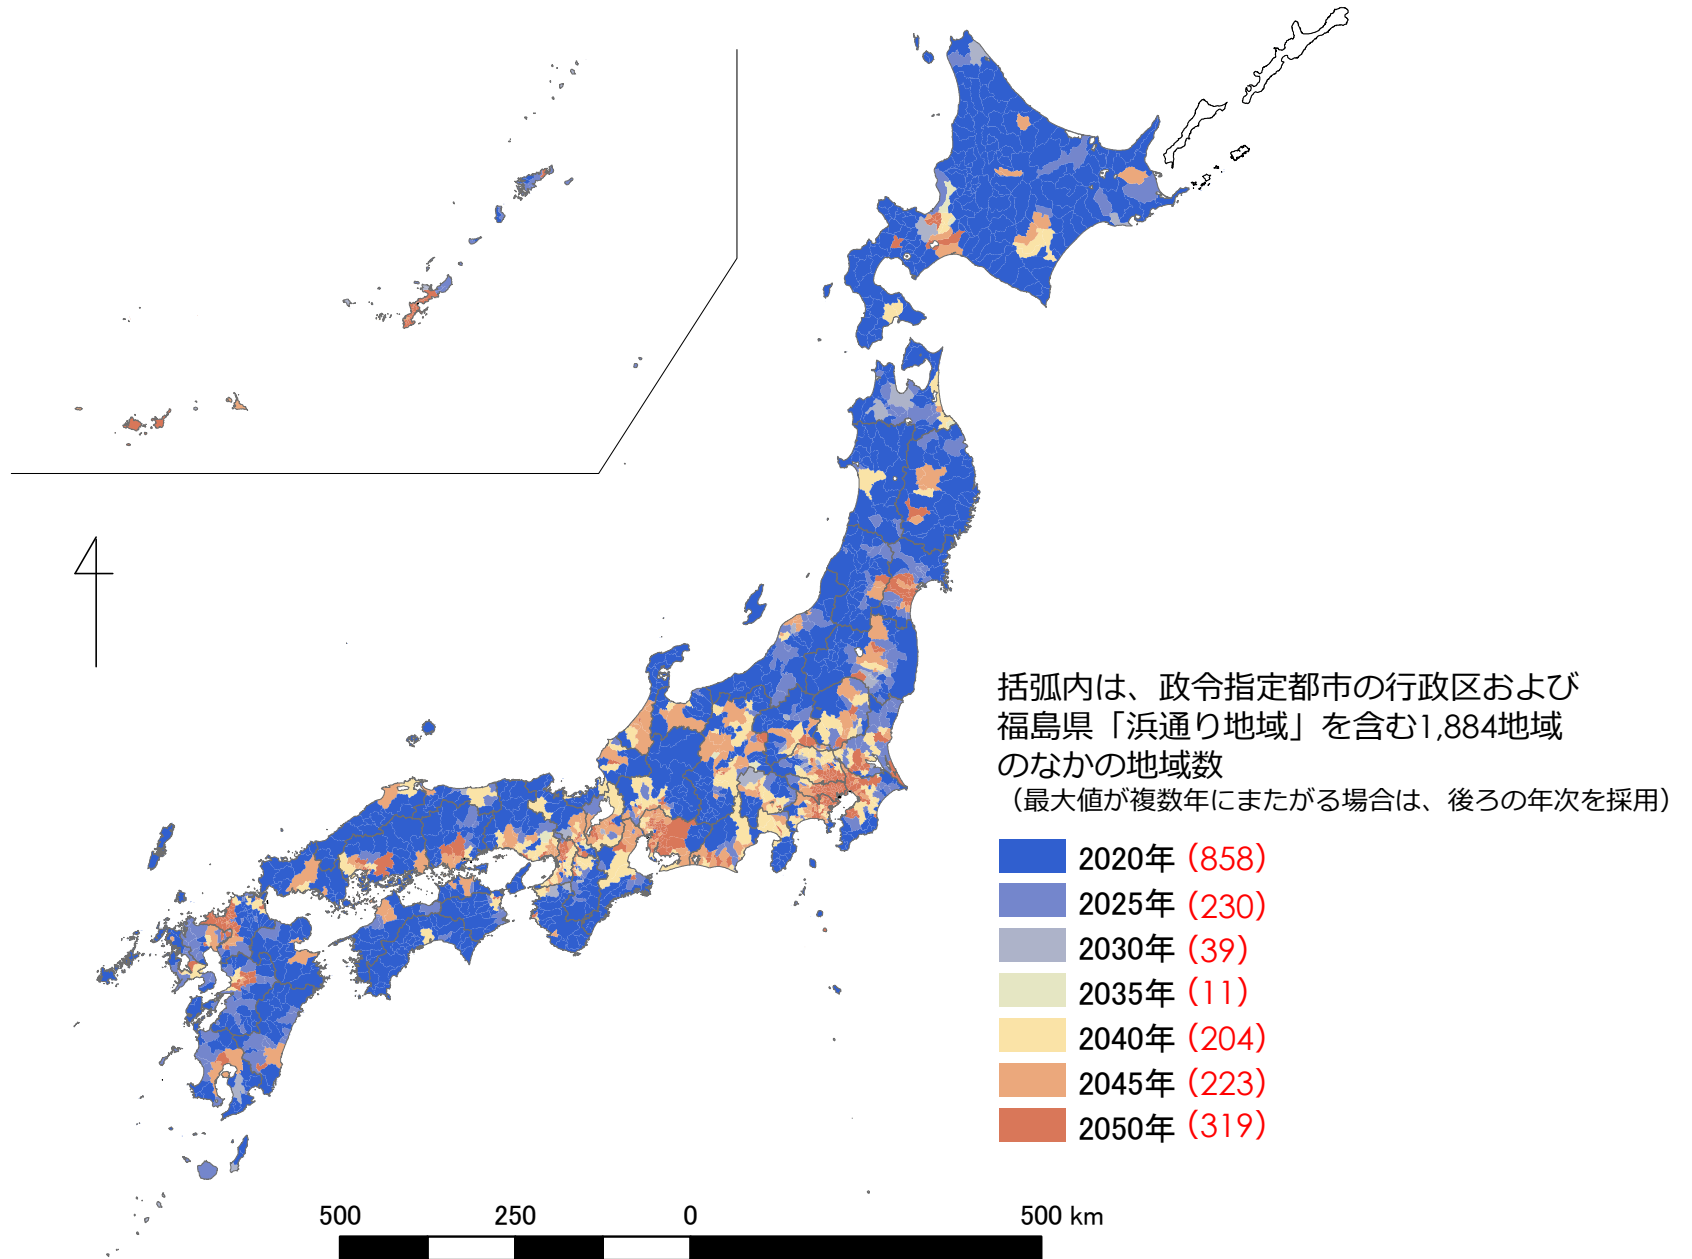 括弧内は、政令指定都市の行政区および
福島県「浜通り地域」を含む1,884地域
のなかの地域数
（最大値が複数年にまたがる場合は、後ろの年次を採用）
2020年（858）
2025年（230）
2030年（39）
2035年（11）
2040年（204）
2045年（223）
2050年（319）
500 250 0 500 km